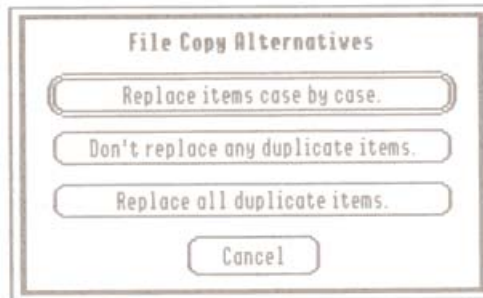 File Copy Alternatives
Replace items case by case.
Don't replace any duplicate items.
Replace all duplicate items.
Cancel